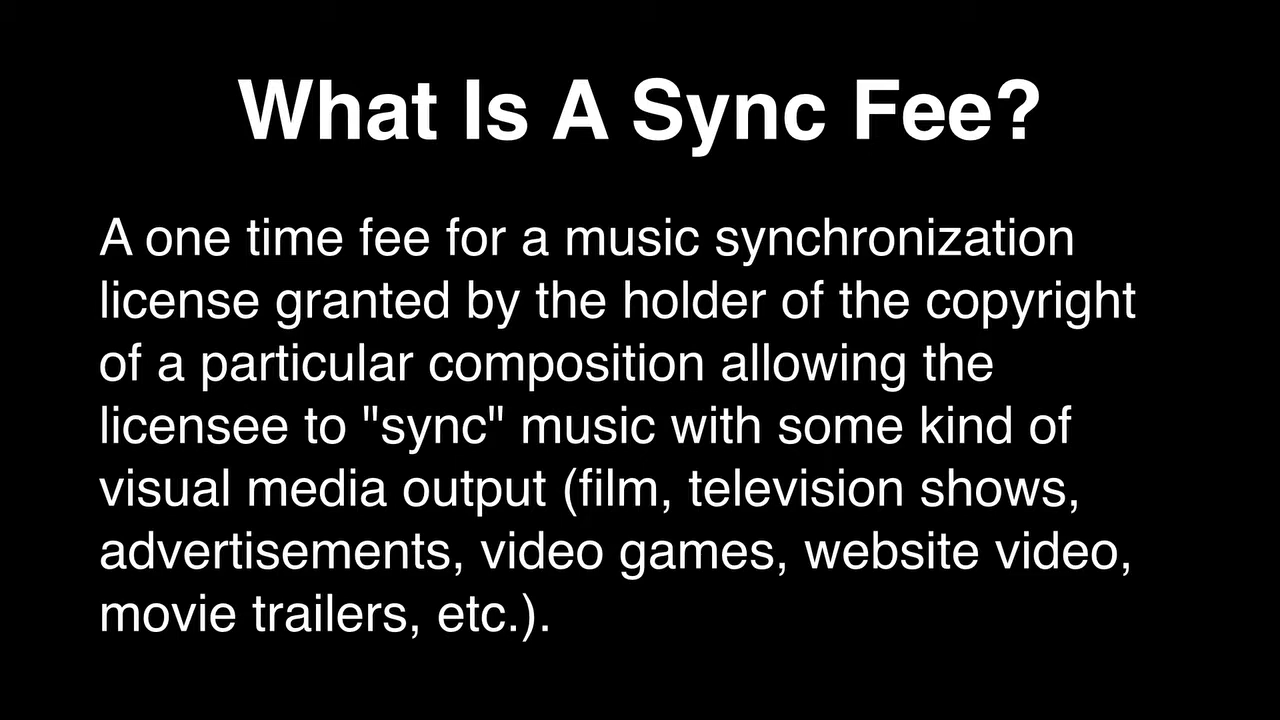 What Is A Sync Fee?
A one time fee for a music synchronization
license granted by the holder of the copyright
of a particular composition allowing the
licensee to "sync" music with some kind of
visual media output (film, television shows,
advertisements, video games, website video,
movie trailers, etc.).